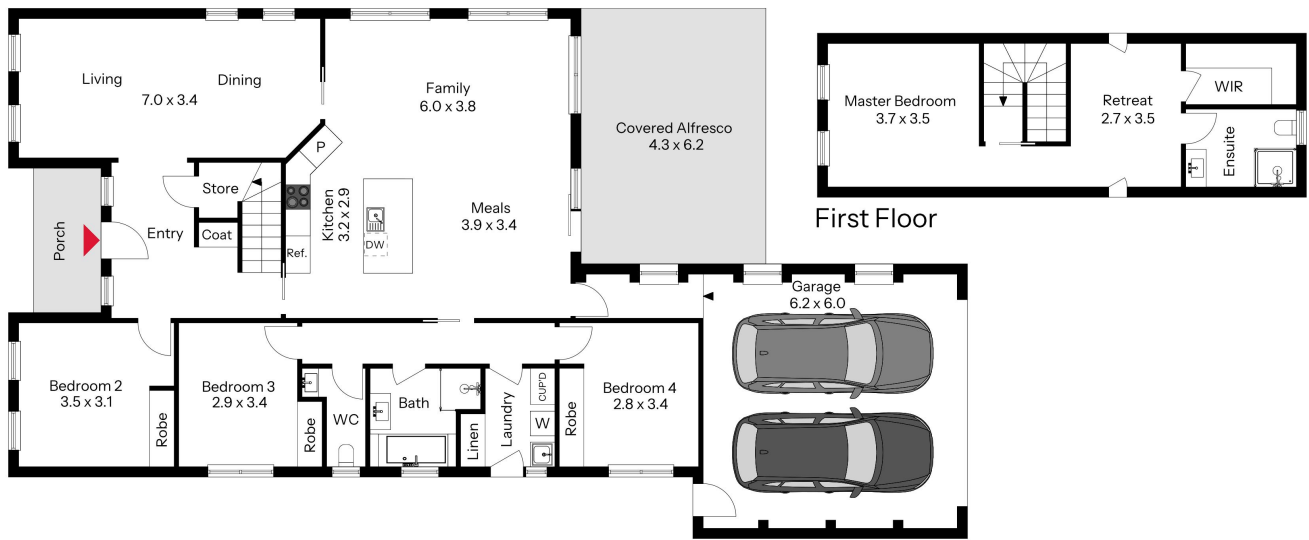 Living
Dining
7.0 x 3.4
Family
6.0 x 3.8
Covered Alfresco
4.3 x 6.2
P
Store
Coat
Porch
Entry
Kitchen
3.2 x 2.9
Ref.
DW
Meals
3.9 x 3.4
Garage
6.2 x 6.0
Bedroom 2
3.5 x 3.1
Robe
Bedroom 3
2.9 x 3.4
Robe
WC
Bath
Linen
Laundry
CUP'D
W
Robe
Bedroom 4
2.8 x 3.4
Master Bedroom
3.7 x 3.5
Retreat
2.7 x 3.5
WIR
Ensuite
First Floor